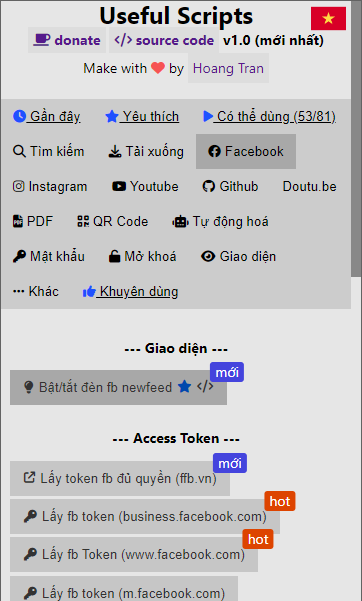 Useful Scripts
donate </> source code v1.0 (mới nhất)
Make with ❤ by Hoang Tran
Gần đây Yêu thích Có thể dùng (53/81)
Tìm kiếm Tải xuống Facebook
Instagram Youtube Github Doutu.be
PDF QR Code Tự động hoá
Mật khẩu Mở khoá Giao diện
Khác Khuyên dùng
--- Giao diện ---
mới
Bật/tắt đèn fb newfeed ★ </>
--- Access Token ---
mới
Lấy token fb đủ quyền (ffb.vn)
hot
Lấy fb token (business.facebook.com)
hot
Lấy fb Token (www.facebook.com)
Lấy fb token (m.facebook.com)